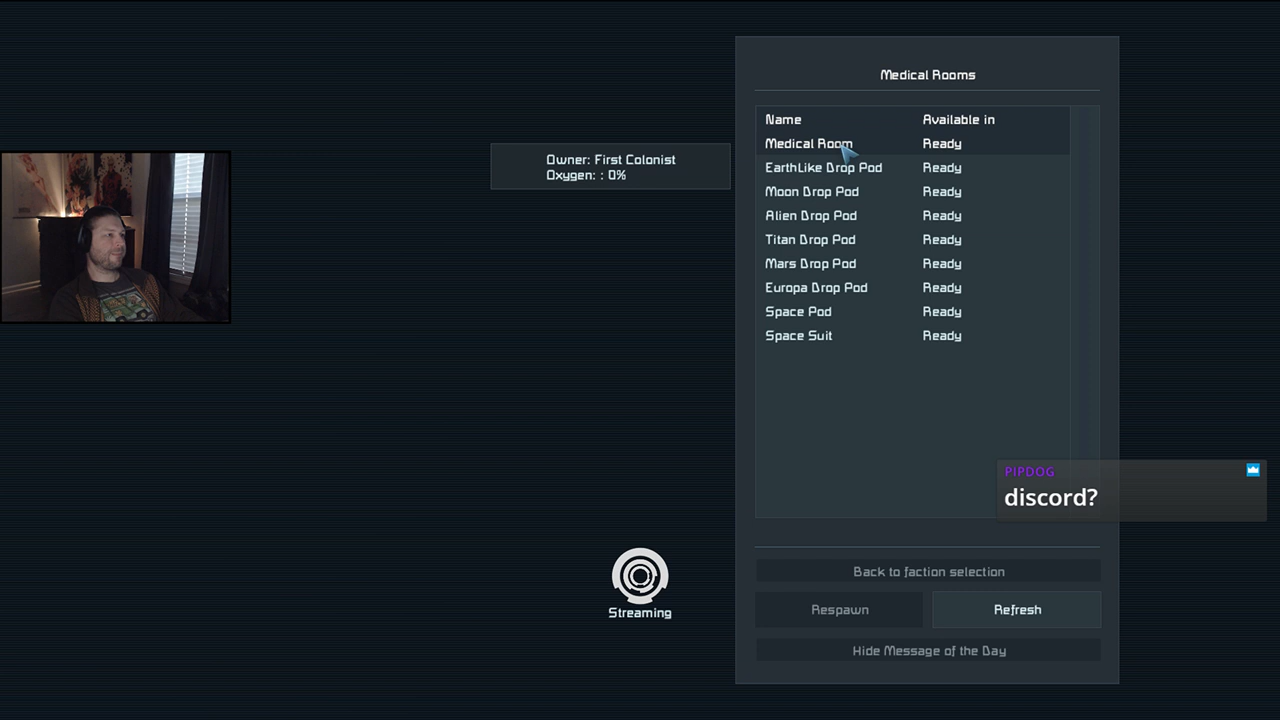 Medical Rooms
Name Available in
Medical Room Ready
EarthLike Drop Pod Ready
Moon Drop Pod Ready
Alien Drop Pod Ready
Titan Drop Pod Ready
Mars Drop Pod Ready
Europa Drop Pod Ready
Space Pod Ready
Space Suit Ready
Owner: First Colonist
Oxygen: : 0%
PIPDOG
discord?
Streaming
Back to faction selection
Respawn Refresh
Hide Message of the Day